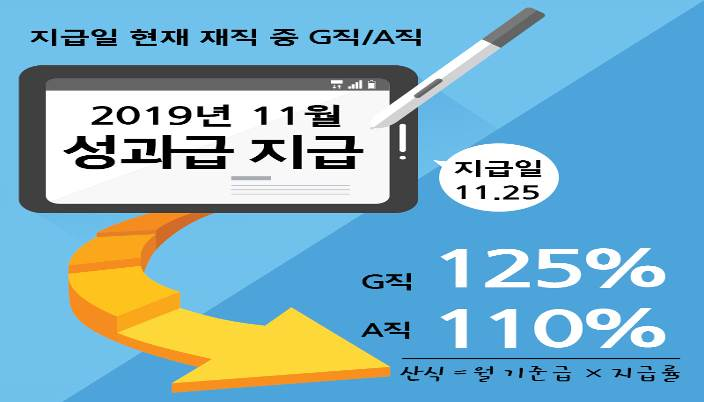 지급일 현재 재직 중 G직/A직
2019년 11월
성과급 지급
지급일
11.25
G직 125%
A직 110%
산식 = 월 기준급 × 지급률